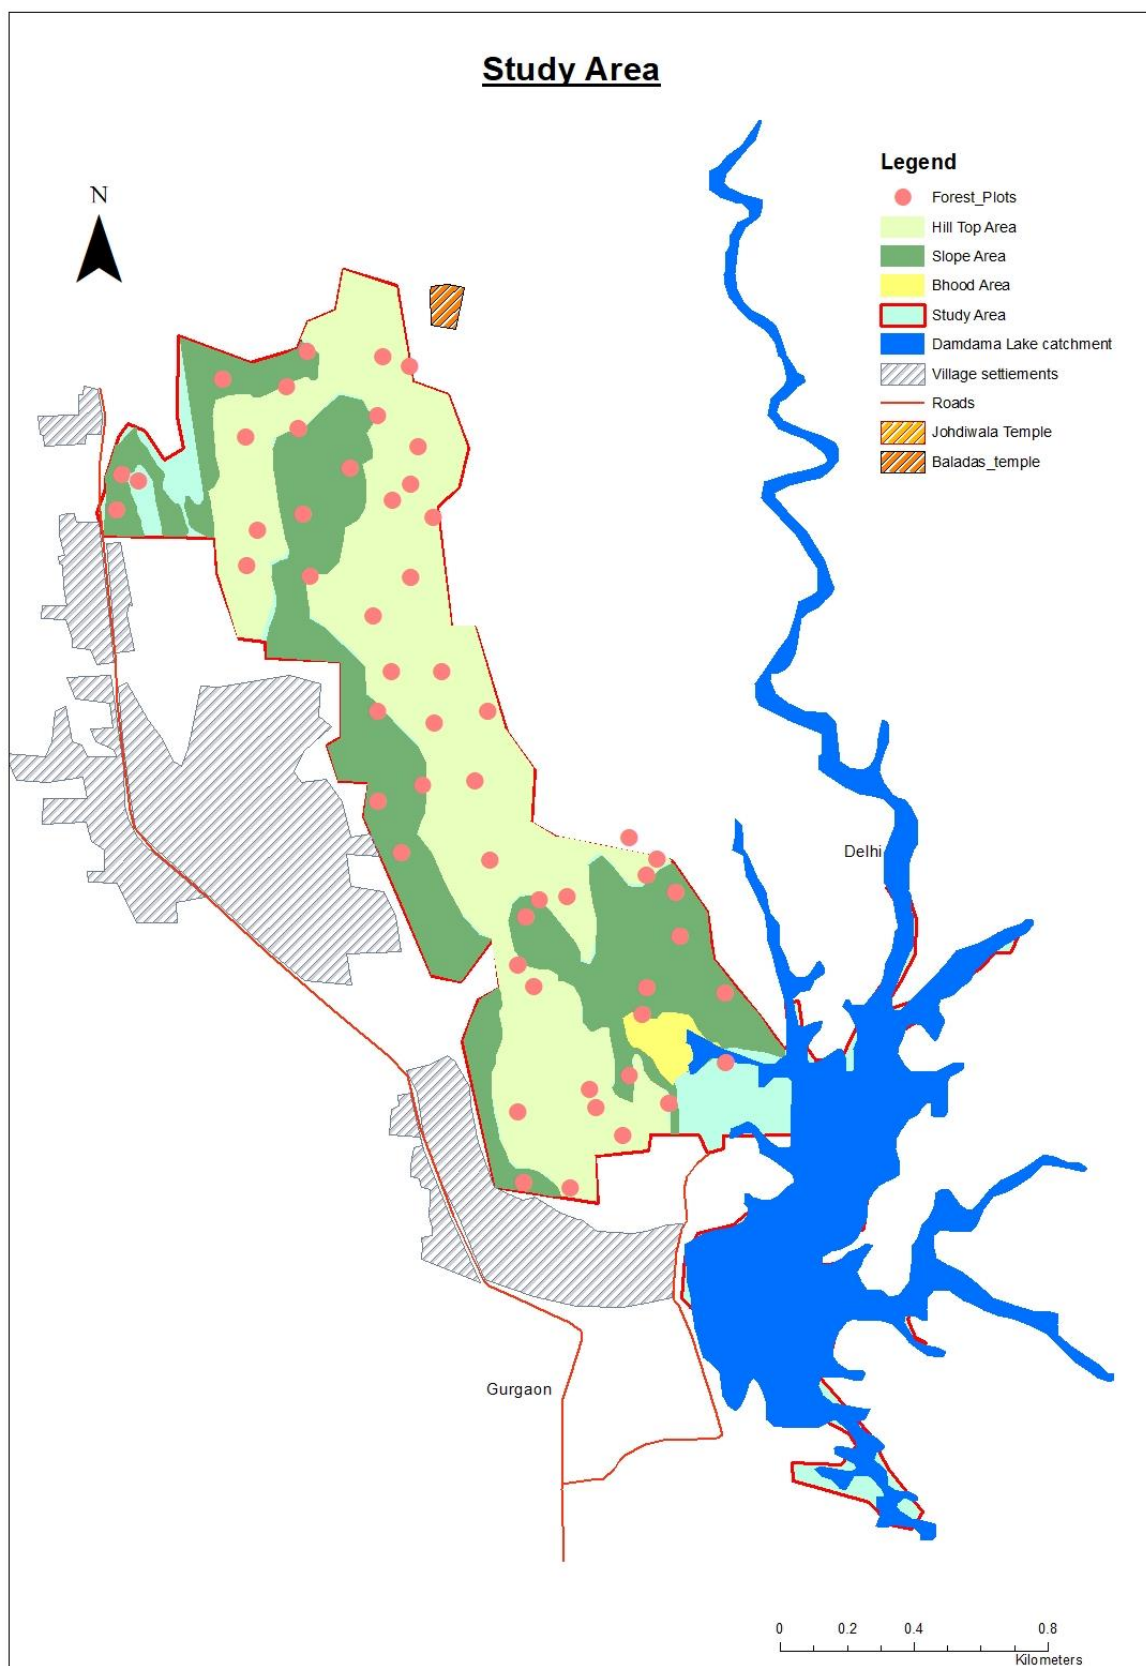 Study Area
N
Legend
Forest_Plots
Hill Top Area
Slope Area
Bhood Area
Study Area
Damdama Lake catchment
Village settlements
Roads
Johdiwala Temple
Baladas_temple
Delhi
Gurgaon
0 0.2 0.4 0.8
Kilometers